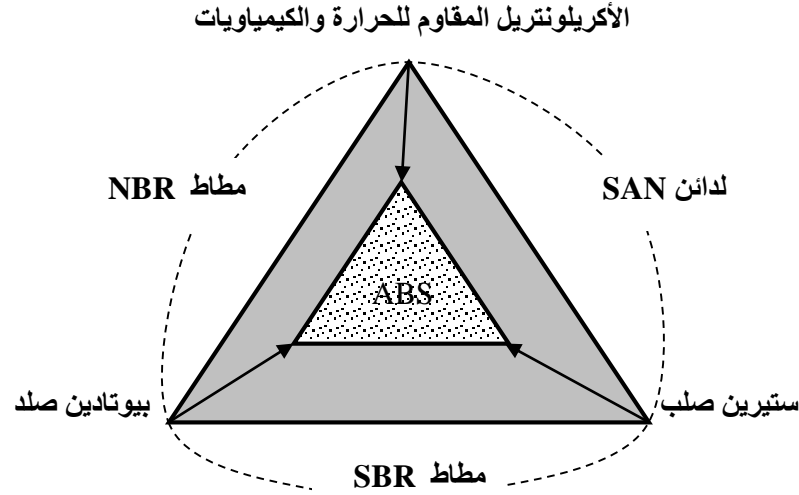 الأكريلونتريل المقاوم للحرارة والكيمياويات
لدائن SAN
مطاط NBR
ABS
ستيرين صلب
بيوتادين صلد
مطاط SBR